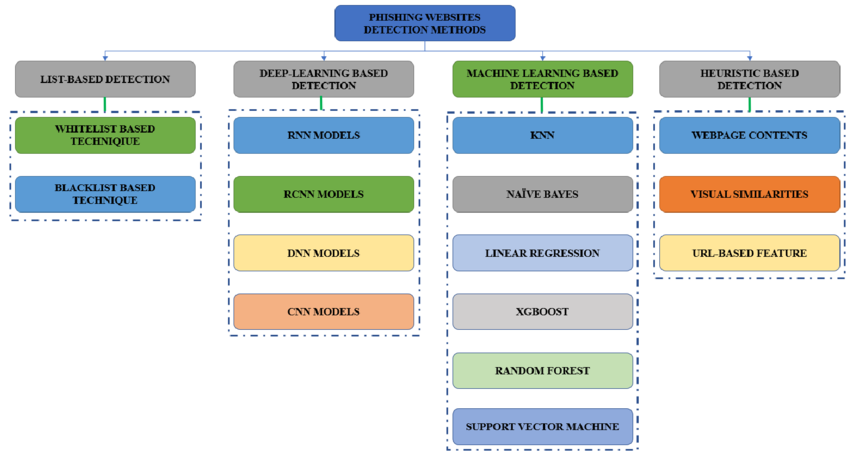 PHISHING WEBSITES
DETECTION METHODS
LIST-BASED DETECTION
DEEP-LEARNING BASED
DETECTION
MACHINE LEARNING BASED
DETECTION
HEURISTIC BASED
DETECTION
WHITELIST BASED
TECHNIQIUE
BLACKLIST BASED
TECHNIQUE
RNN MODELS
RCNN MODELS
DNN MODELS
CNN MODELS
KNN
NAÏVE BAYES
LINEAR REGRESSION
XGBOOST
RANDOM FOREST
SUPPORT VECTOR MACHINE
WEBPAGE CONTENTS
VISUAL SIMILARITIES
URL-BASED FEATURE